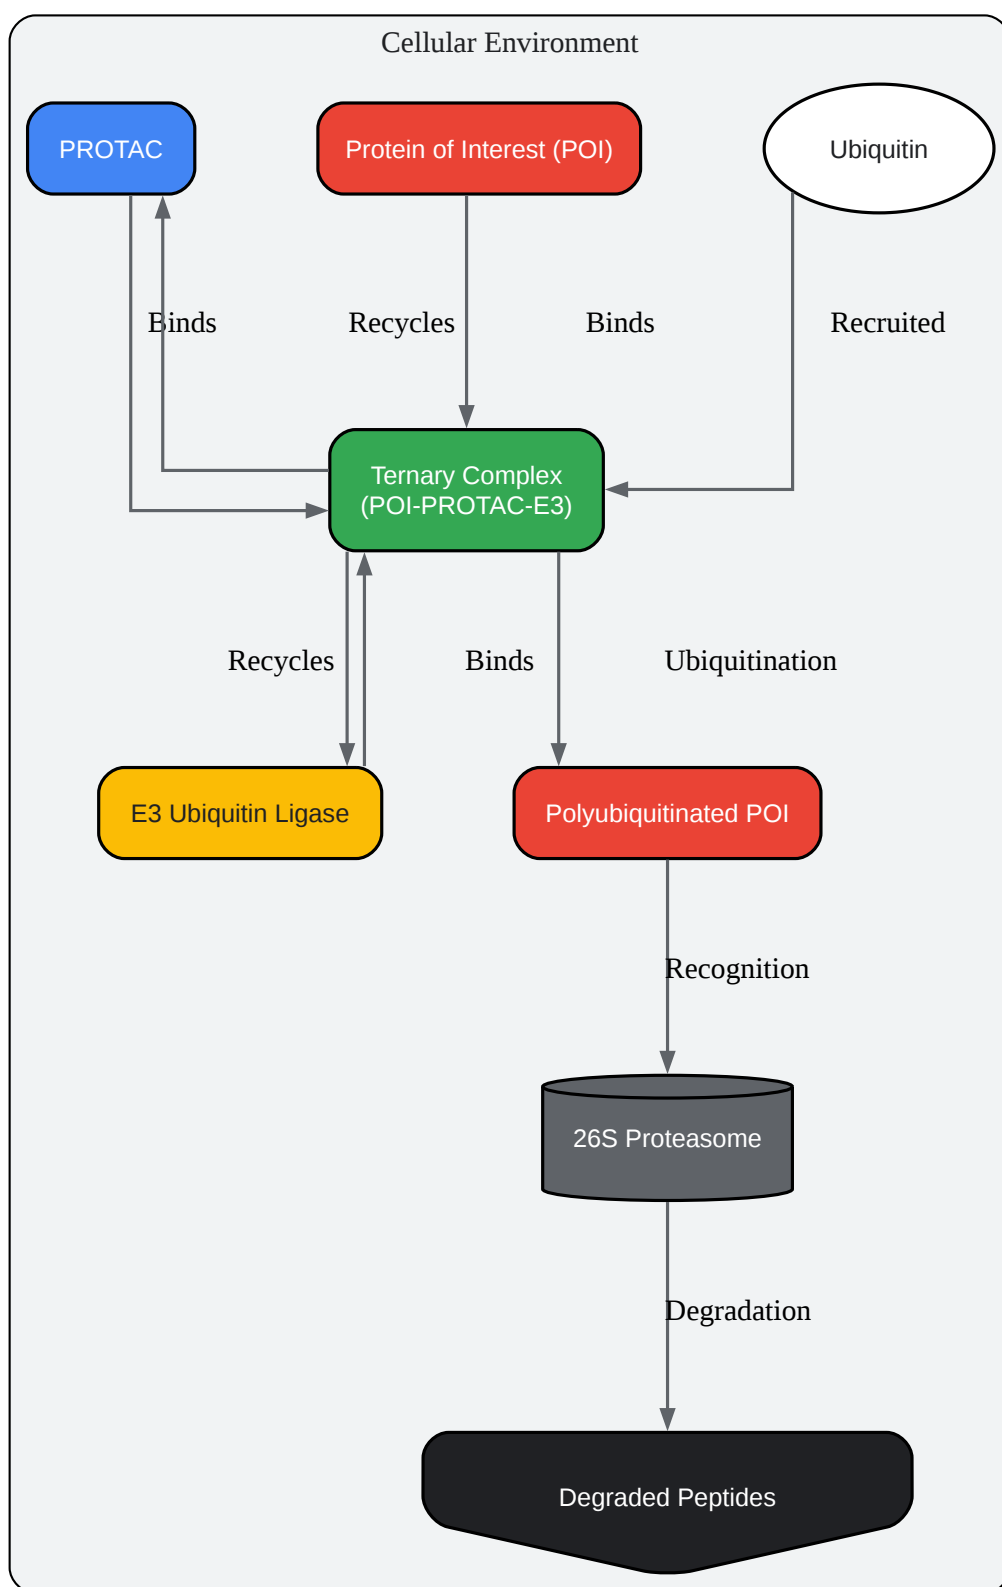 Cellular Environment
PROTAC
Protein of Interest (POI)
Ubiquitin
Binds
Recycles
Binds
Recruited
Ternary Complex
(POI-PROTAC-E3)
Recycles
Binds
Ubiquitination
E3 Ubiquitin Ligase
Polyubiquitinated POI
Recognition
26S Proteasome
Degradation
Degraded Peptides